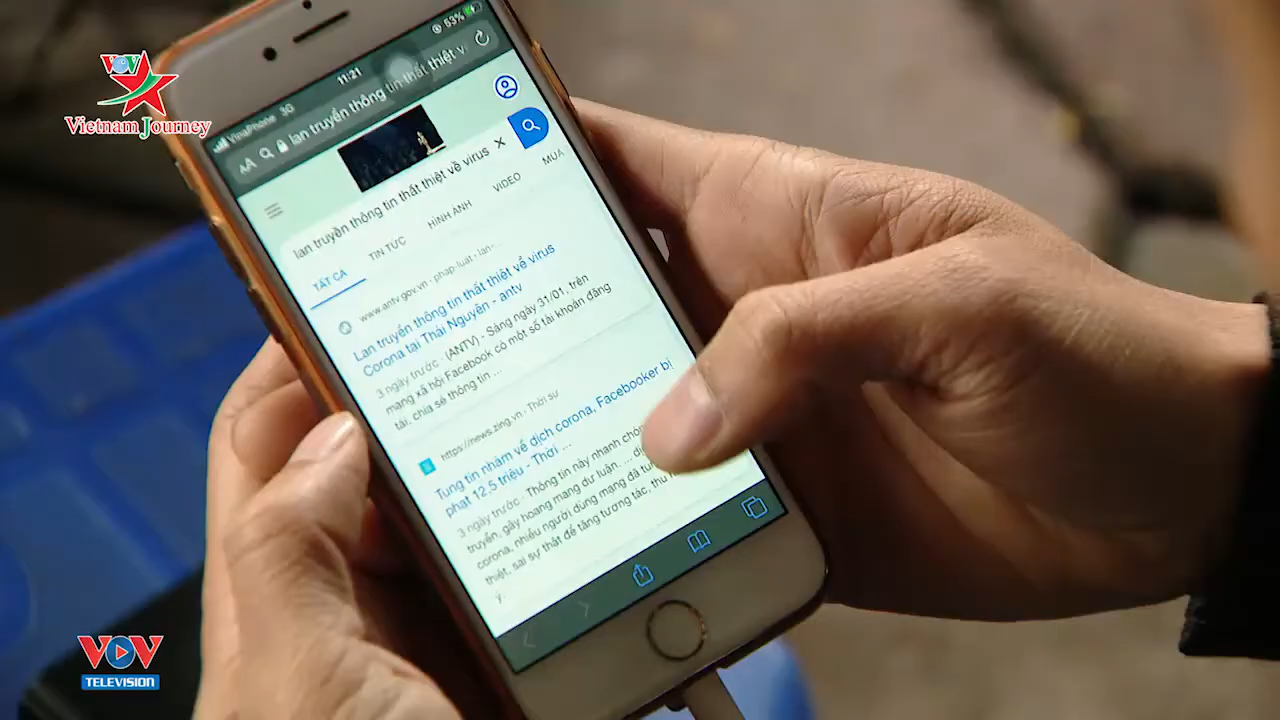 VOV
Vietnam Journey
VinaPhone 3G
11:21
53%
AA
lan truyền thông tin thất thiệt v
lan truyền thông tin thất thiệt về virus
TẤT CẢ
TIN TỨC
HÌNH ẢNH
VIDEO
MUA
www.antv.gov.vn › phap-luat › lan-...
Lan truyền thông tin thất thiệt về virus
Corona tại Thái Nguyên - antv
3 ngày trước · (ANTV) - Sáng ngày 31/01, trên
mạng xã hội Facebook có một số tài khoản đăng
tải, chia sẻ thông tin ...
https://news.zing.vn › Thời sự
Tung tin nhảm về dịch corona, Facebooker bị
phạt 12,5 triệu - Thời ...
3 ngày trước · Thông tin này nhanh chón
truyền, gây hoang mang dư luận. ...
corona, nhiều người dùng mạng đã tu
thiệt, sai sự thật để tăng tương tác, thu
ý.
VOV
TELEVISION